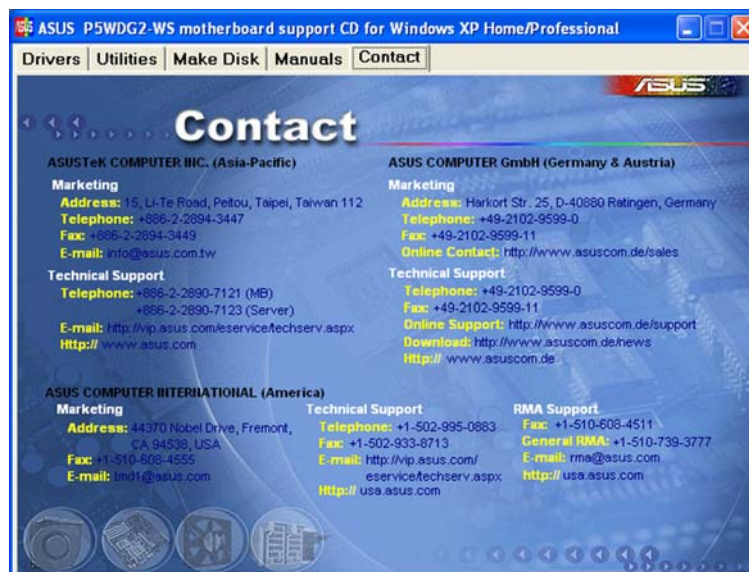 ASUS P5WDG2-WS motherboard support CD for Windows XP Home/Professional
Drivers Utilities Make Disk Manuals Contact
ASUS
Contact
ASUSTeK COMPUTER INC. (Asia-Pacific)
Marketing
Address: 15, Li-Te Road, Peitou, Taipei, Taiwan 112
Telephone: +886-2-2894-3447
Fax: +886-2-2894-3449
E-mail: info@asus.com.tw
Technical Support
Telephone: +886-2-2890-7121 (MB)
+886-2-2890-7123 (Server)
E-mail: http://vip.asus.com/eservice/techserv.aspx
Http:// www.asus.com
ASUS COMPUTER GmbH (Germany & Austria)
Marketing
Address: Harkort Str. 25, D-40880 Ratingen, Germany
Telephone: +49-2102-9599-0
Fax: +49-2102-9599-11
Online Contact: http://www.asuscom.de/sales
Technical Support
Telephone: +49-2102-9599-0
Fax: +49-2102-9599-11
Online Support: http://www.asuscom.de/support
Download: http://www.asuscom.de/news
Http:// www.asuscom.de
ASUS COMPUTER INTERNATIONAL (America)
Marketing
Address: 44370 Nobel Drive, Fremont,
CA 94538, USA
Fax: +1-510-608-4555
E-mail: tmd1@asus.com
Technical Support
Telephone: +1-502-995-0883
Fax: +1-502-933-8713
E-mail: http://vip.asus.com/
eservice/techserv.aspx
Http:// usa.asus.com
RMA Support
Fax: +1-510-608-4511
General RMA: +1-510-739-3777
E-mail: rma@asus.com
http:// usa.asus.com